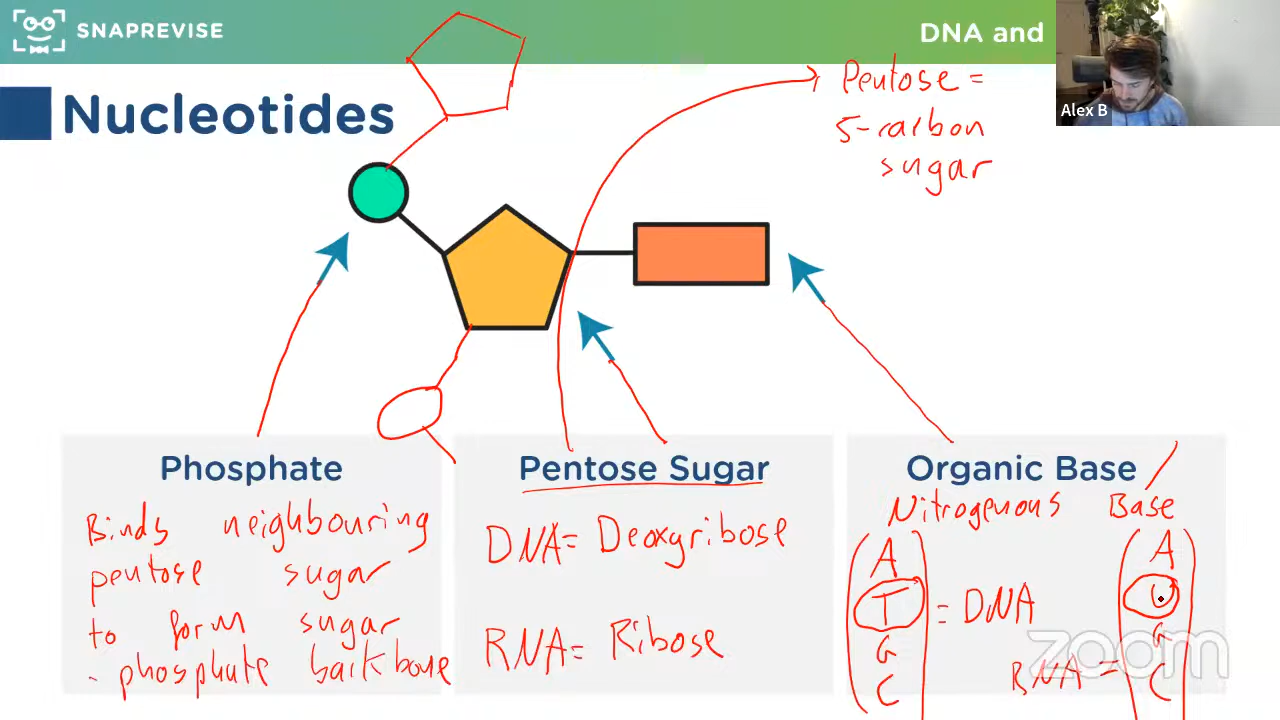 SNAPREVISE
DNA and
Alex B
Nucleotides
Pentose =
5-carbon
sugar
Phosphate
Binds neighbouring
pentose sugar
to form sugar
- phosphate backbone
Pentose Sugar
DNA = Deoxyribose
RNA = Ribose
Organic Base /
Nitrogenous Base
A
T
G
C
= DNA
A
U
G
C
RNA =
zoom